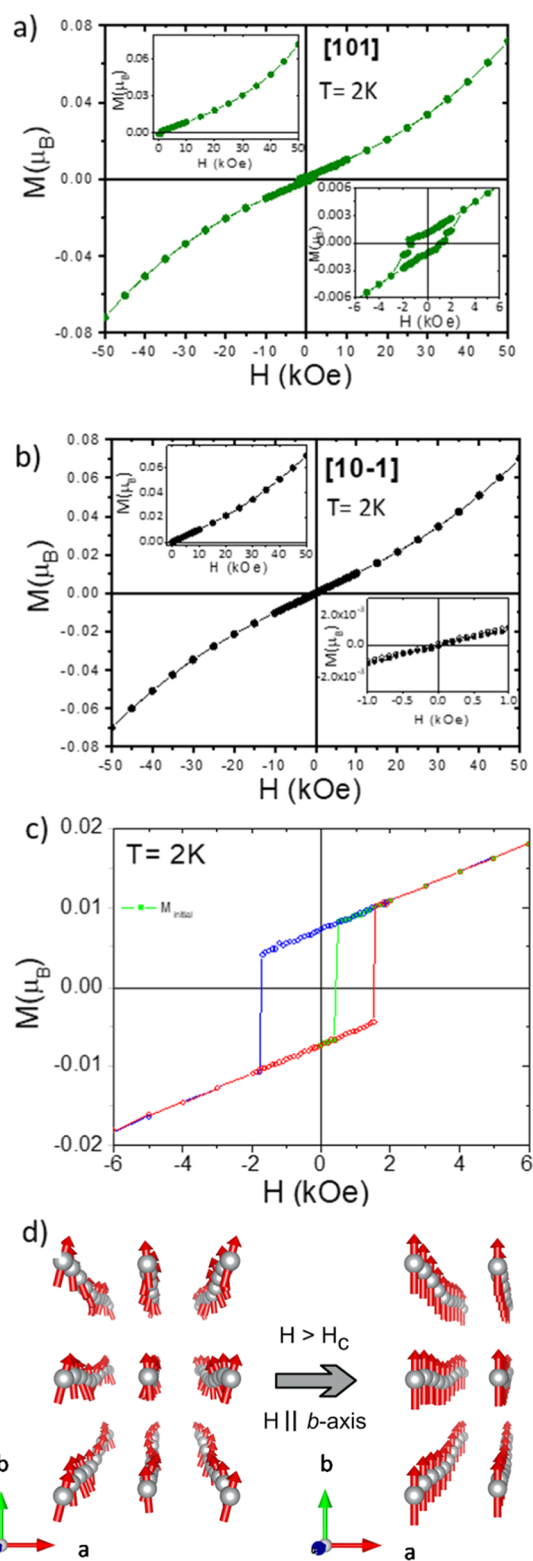 a)
[101]
T= 2K
M(μB)
0.08
0.04
0.00
-0.04
-0.08
-50 -40 -30 -20 -10 0 10 20 30 40 50
H (kOe)
M(μB)
0.06
0.03
0.00
0 10 20 30 40 50
H (kOe)
M(μB)
0.006
0.003
0.000
-0.003
-0.006
-6 -4 -2 0 2 4 6
H (kOe)
b)
[10-1]
T= 2K
M(μB)
0.08
0.06
0.04
0.02
0.00
-0.02
-0.04
-0.06
-0.08
-50 -40 -30 -20 -10 0 10 20 30 40 50
H (kOe)
M(μB)
0.06
0.04
0.02
0.00
0 10 20 30 40 50
H (kOe)
M(μB)
2.0x10-3
0.0
2.0x10-3
-1.0 -0.5 0.0 0.5 1.0
H (kOe)
c)
T= 2K
M initial
M(μB)
0.02
0.01
0.00
-0.01
-0.02
-6 -4 -2 0 2 4 6
H (kOe)
d)
H > HC
H || b-axis
b
a
b
a